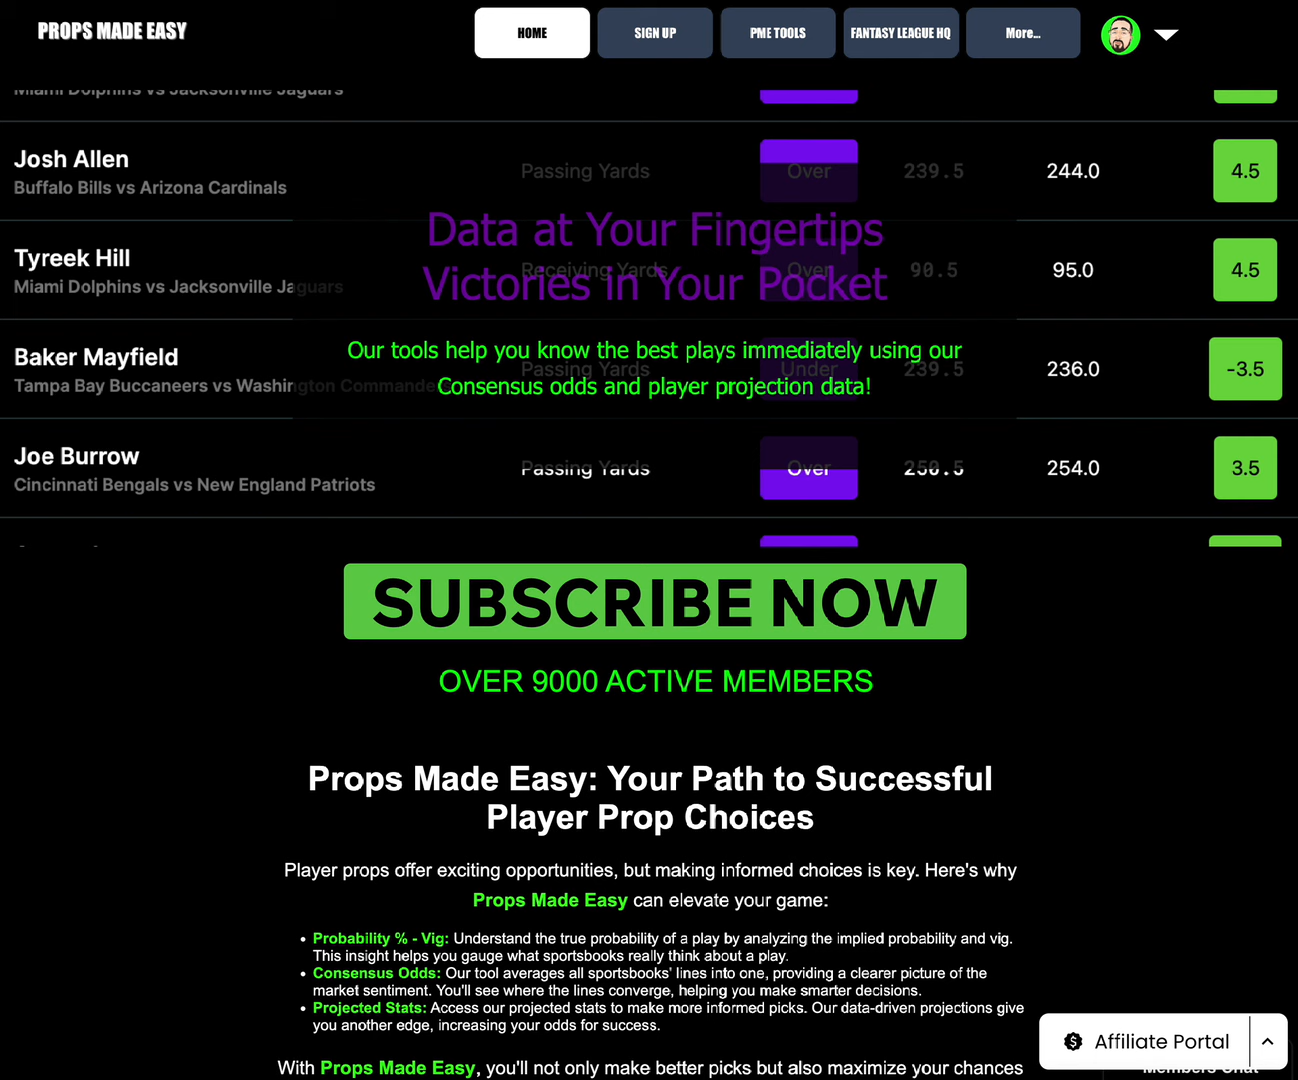 PROPS MADE EASY
HOME
SIGN UP
PME TOOLS
FANTASY LEAGUE HQ
More...
Miami Dolphins vs Jacksonville Jaguars
Josh Allen
Buffalo Bills vs Arizona Cardinals
Passing Yards
Over
239.5
244.0
4.5
Data at Your Fingertips
Victories in Your Pocket
Tyreek Hill
Miami Dolphins vs Jacksonville Jaguars
Receiving Yards
Over
90.5
95.0
4.5
Our tools help you know the best plays immediately using our
Consensus odds and player projection data!
Baker Mayfield
Tampa Bay Buccaneers vs Washington Commande
Passing Yards
Under
239.5
236.0
-3.5
Joe Burrow
Cincinnati Bengals vs New England Patriots
Passing Yards
Over
250.5
254.0
3.5
SUBSCRIBE NOW
OVER 9000 ACTIVE MEMBERS
Props Made Easy: Your Path to Successful
Player Prop Choices
Player props offer exciting opportunities, but making informed choices is key. Here's why
Props Made Easy can elevate your game:
• Probability % - Vig: Understand the true probability of a play by analyzing the implied probability and vig.
This insight helps you gauge what sportsbooks really think about a play.
• Consensus Odds: Our tool averages all sportsbooks' lines into one, providing a clearer picture of the
market sentiment. You'll see where the lines converge, helping you make smarter decisions.
• Projected Stats: Access our projected stats to make more informed picks. Our data-driven projections give
you another edge, increasing your odds for success.
With Props Made Easy, you'll not only make better picks but also maximize your chances
Affiliate Portal
Members Chat